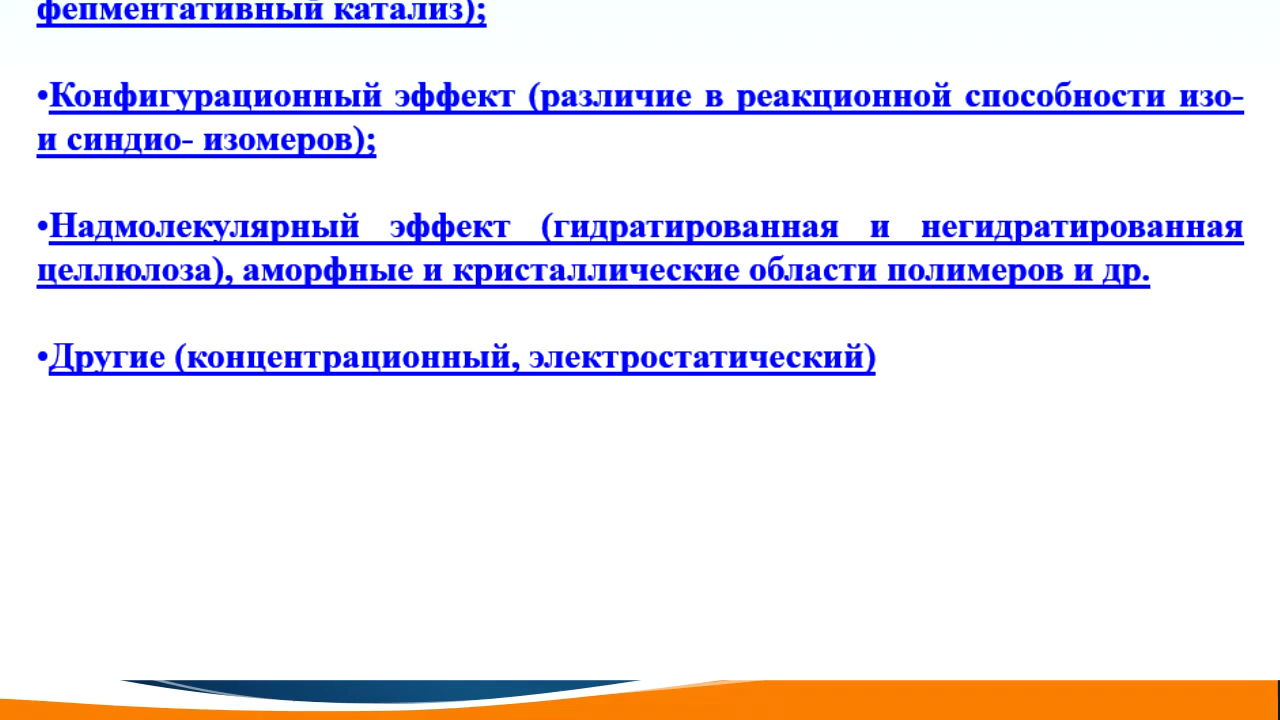 фепментативный катализ);
•Конфигурационный эффект (различие в реакционной способности изо-
и синдио- изомеров);
•Надмолекулярный эффект (гидратированная и негидратированная
целлюлоза), аморфные и кристаллические области полимеров и др.
•Другие (концентрационный, электростатический)